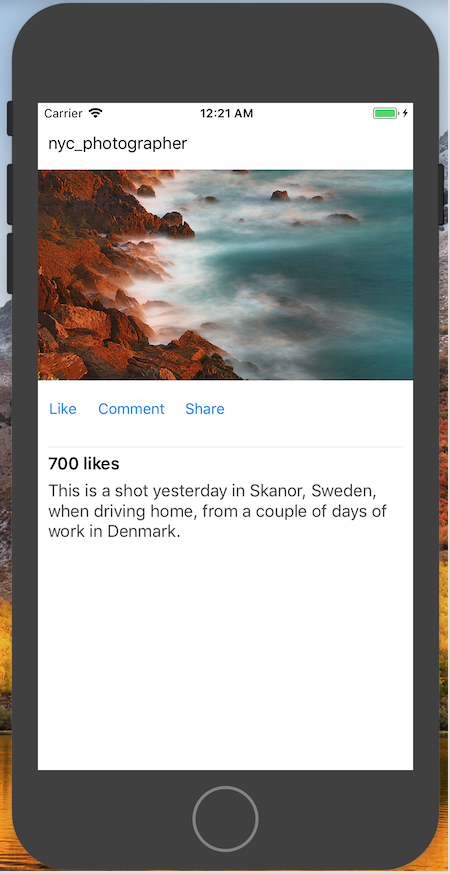 Carrier 12:21 AM
nyc_photographer
Like Comment Share
700 likes
This is a shot yesterday in Skanor, Sweden,
when driving home, from a couple of days of
work in Denmark.